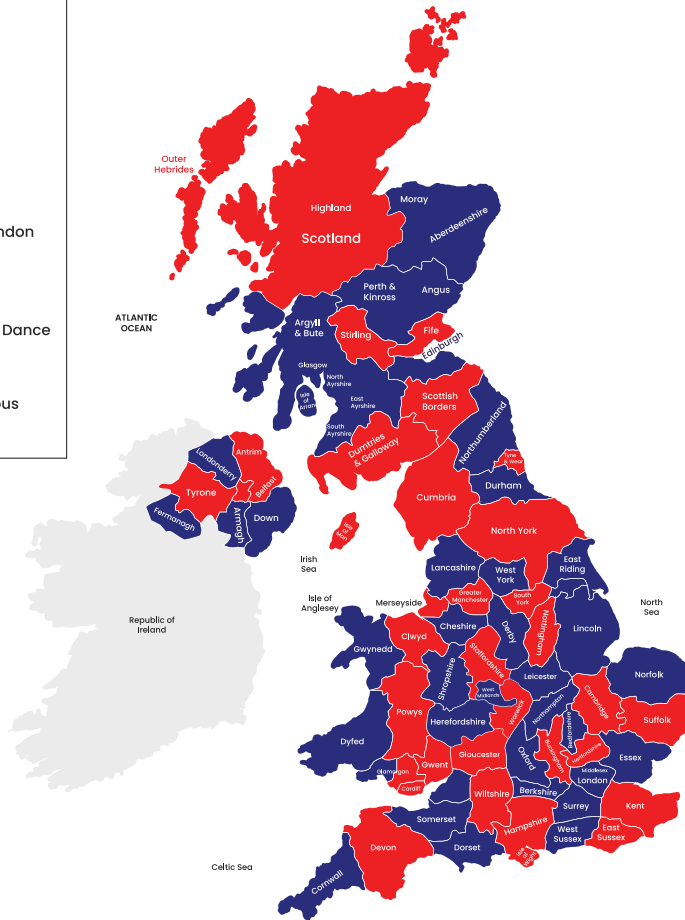 ndon
Dance
ous
Outer
Hebrides
Highland
Scotland
Moray
Aberdeenshire
ATLANTIC
OCEAN
Perth &
Kinross
Angus
Argyll
& Bute
Stirling
Fife
Edinburgh
Glasgow
North
Ayrshire
Isle
of
Arran
East
Ayrshire
South
Ayrshire
Scottish
Borders
Northumberland
Dumtries
& Galloway
Tyne
& Wear
Durham
Londonderry
Antrim
Tyrone
Belfast
Fermanagh
Armagh
Down
Cumbria
North York
Isle
of
Man
Irish
Sea
Lancashire
West
York
East
Riding
Isle of
Anglesey
Merseyside
Greater
Manchester
South
York
North
Sea
Republic of
Ireland
Clwyd
Cheshire
Derby
Nottingham
Lincoln
Gwynedd
Shropshire
Staffordshire
Leicester
Norfolk
West
Midlands
Powys
Herefordshire
Warwick
Northampton
Cambridge
Suffolk
Dyfed
Gwent
Gloucester
Oxford
Buckingham
Bedfordshire
Hertfordshire
Essex
Glamorgan
Cardiff
Middlesex
London
Wiltshire
Berkshire
Somerset
Hampshire
Surrey
Kent
West
Sussex
East
Sussex
Devon
Dorset
Isle of
Wight
Celtic Sea
Cornwall